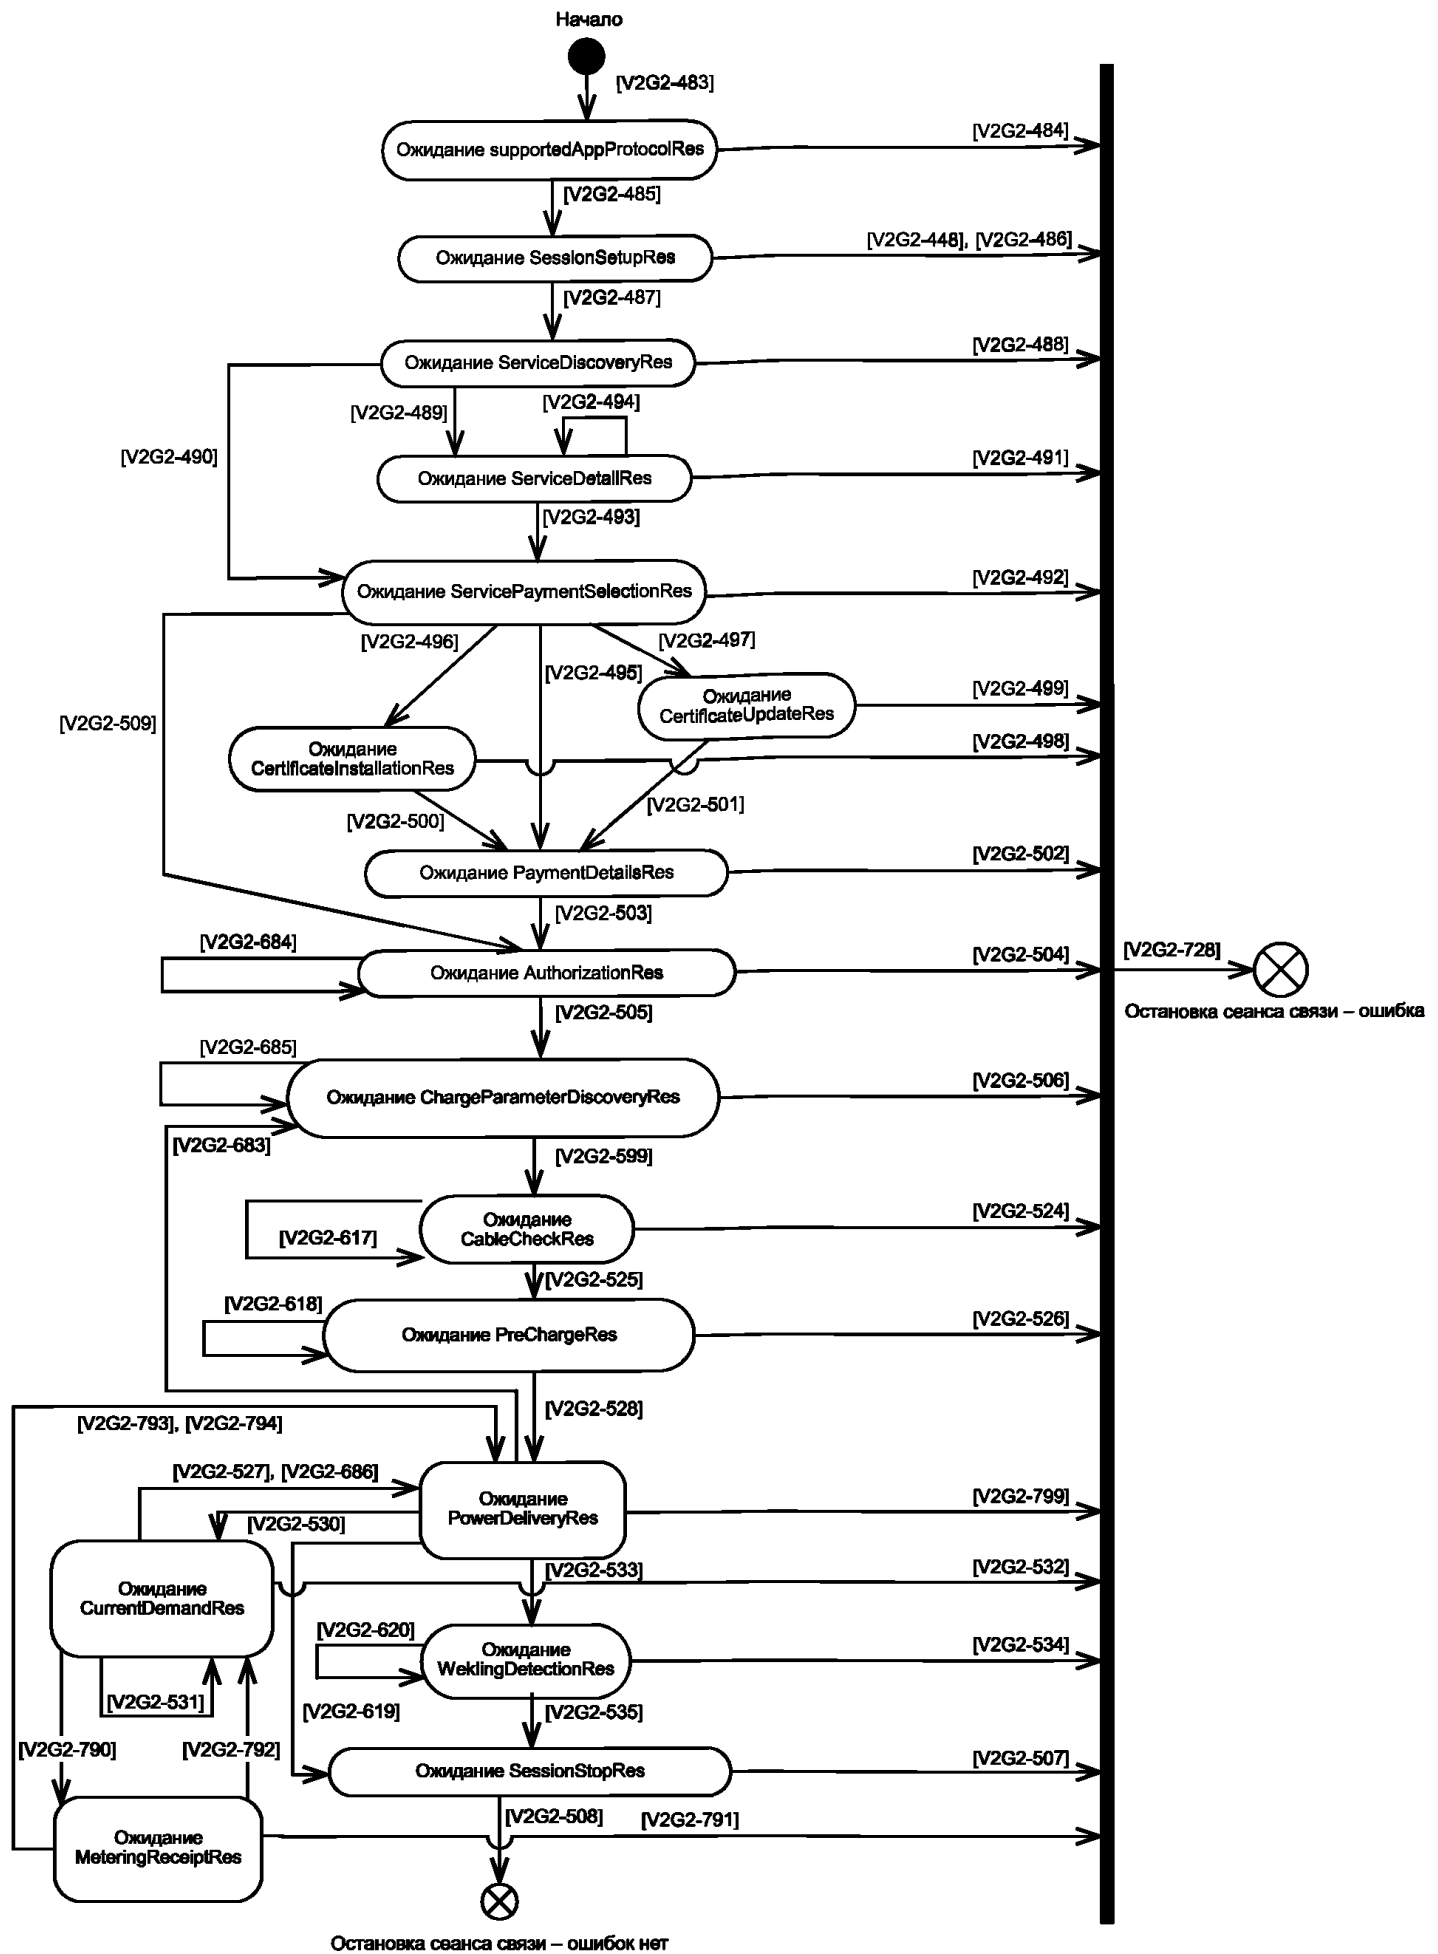 Начало
[V2G2-483]
[V2G2-484]
Ожидание supportedAppProtocolRes
[V2G2-485]
[V2G2-448], [V2G2-486]
Ожидание SessionSetupRes
[V2G2-487]
[V2G2-488]
Ожидание ServiceDiscoveryRes
[V2G2-489]
[V2G2-494]
[V2G2-490]
[V2G2-491]
Ожидание ServiceDetailRes
[V2G2-493]
[V2G2-492]
Ожидание ServicePaymentSelectionRes
[V2G2-496]
[V2G2-497]
[V2G2-495]
[V2G2-499]
Ожидание
CertificateUpdateRes
[V2G2-509]
[V2G2-498]
Ожидание
CertificateInstallationRes
[V2G2-501]
[V2G2-500]
[V2G2-502]
Ожидание PaymentDetailsRes
[V2G2-503]
[V2G2-684]
[V2G2-504]
[V2G2-728]
Ожидание AuthorizationRes
[V2G2-505]
Остановка сеанса связи – ошибка
[V2G2-685]
[V2G2-506]
Ожидание ChargeParameterDiscoveryRes
[V2G2-683]
[V2G2-599]
[V2G2-524]
Ожидание
CableCheckRes
[V2G2-617]
[V2G2-525]
[V2G2-618]
[V2G2-526]
Ожидание PreChargeRes
[V2G2-528]
[V2G2-793], [V2G2-794]
[V2G2-527], [V2G2-686]
[V2G2-799]
Ожидание
PowerDeliveryRes
[V2G2-530]
[V2G2-533]
[V2G2-532]
Ожидание
CurrentDemandRes
[V2G2-620]
[V2G2-534]
Ожидание
WeklingDetectionRes
[V2G2-531]
[V2G2-619]
[V2G2-535]
[V2G2-790]
[V2G2-792]
[V2G2-507]
Ожидание SessionStopRes
[V2G2-508]
[V2G2-791]
Ожидание
MeteringReceiptRes
Остановка сеанса связи – ошибок нет